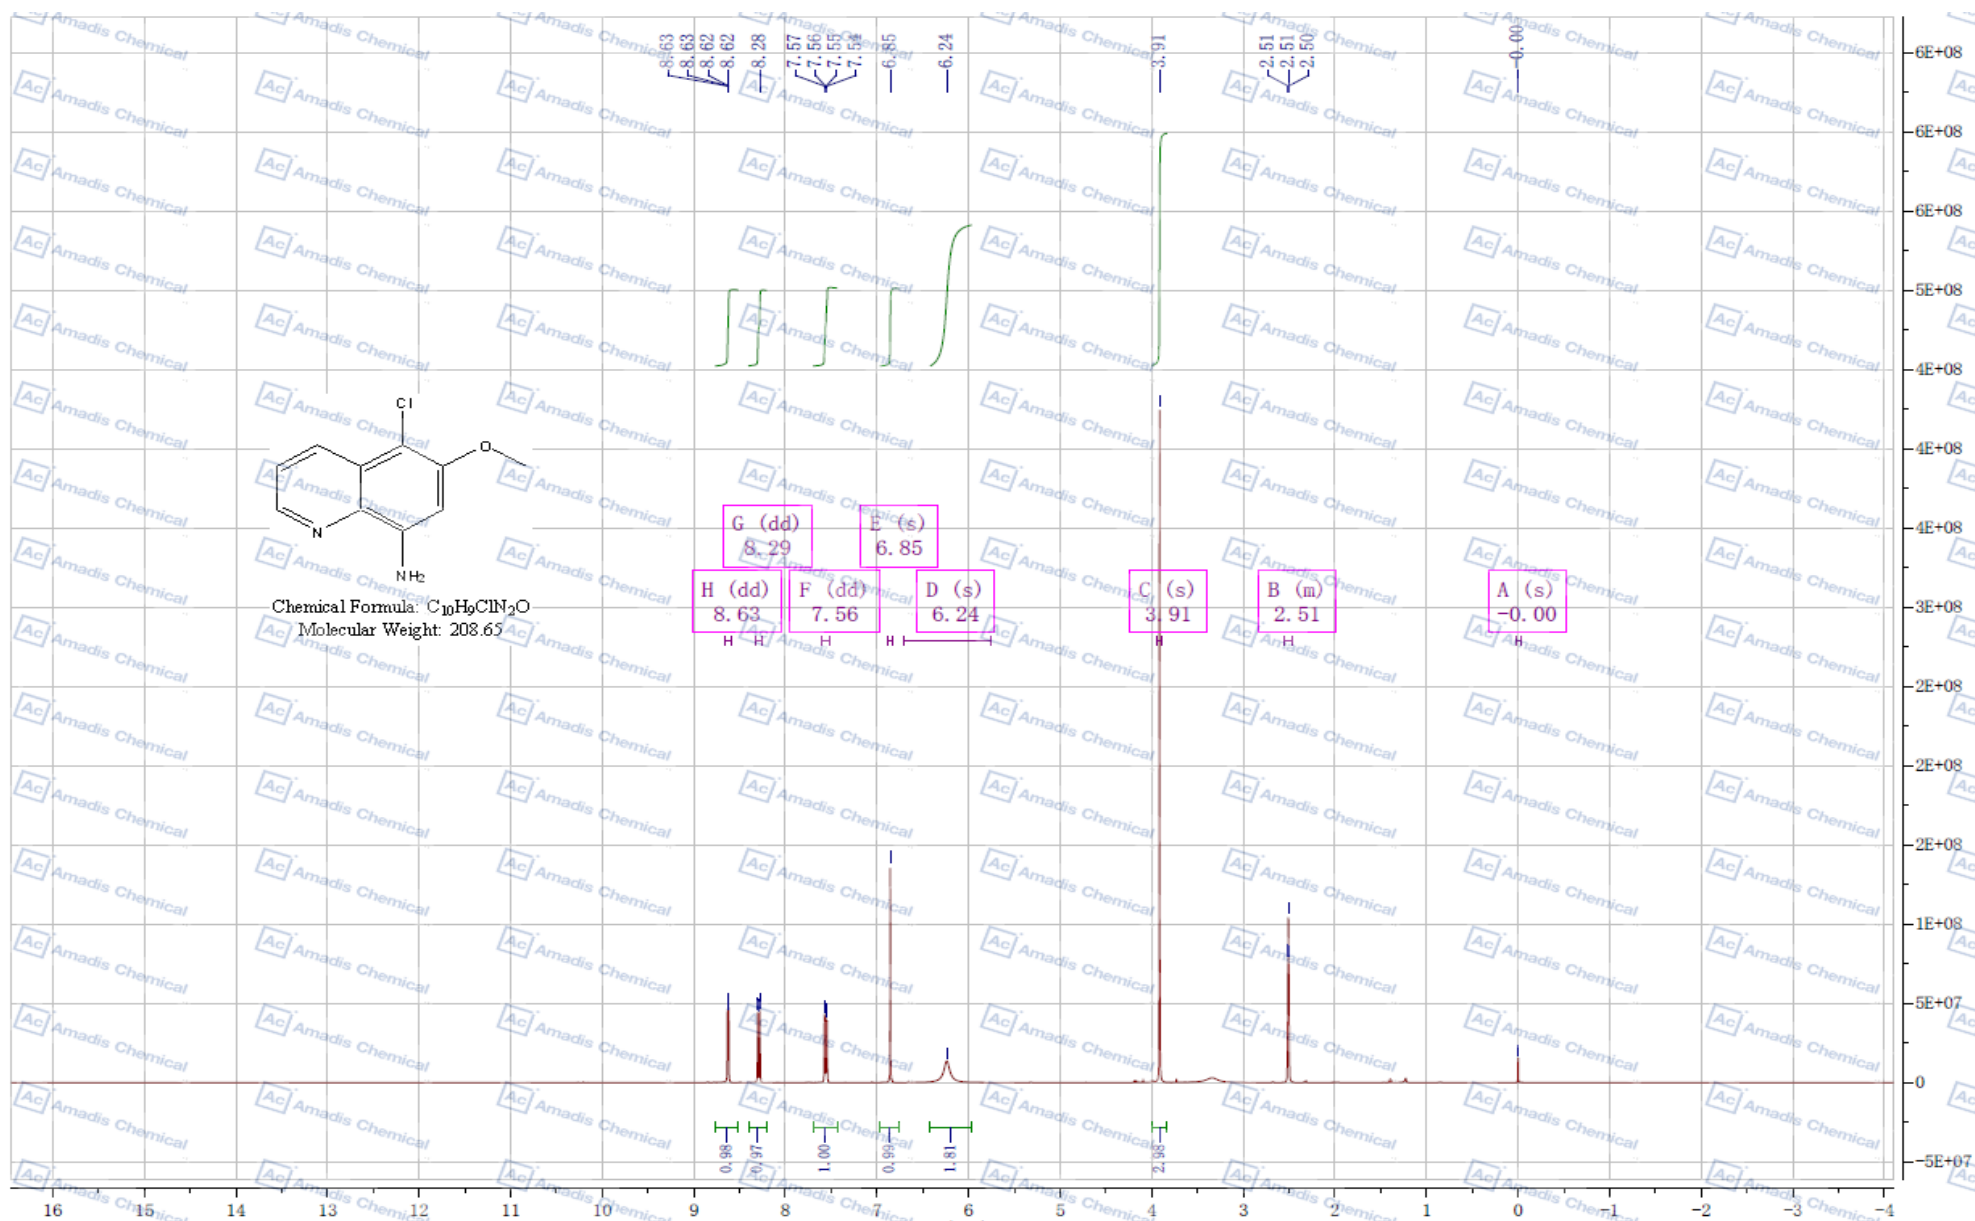 8.63
8.63
8.62
8.62
8.28
7.57
7.56
7.55
7.54
6.85
6.24
3.91
2.51
2.51
2.50
-0.00
6E+08
6E+08
6E+08
5E+08
4E+08
4E+08
4E+08
3E+08
2E+08
2E+08
2E+08
1E+08
5E+07
0
-5E+07
Cl
O
N
NH2
Chemical Formula: C10H9ClN2O
Molecular Weight: 208.65
G (dd)
8.29
E (s)
6.85
H (dd)
8.63
F (dd)
7.56
D (s)
6.24
C (s)
3.91
B (m)
2.51
A (s)
-0.00
0.98
0.97
1.00
0.99
1.81
2.98
16 15 14 13 12 11 10 9 8 7 6 5 4 3 2 1 0 -1 -2 -3 -4
Ac Amadis Chemical